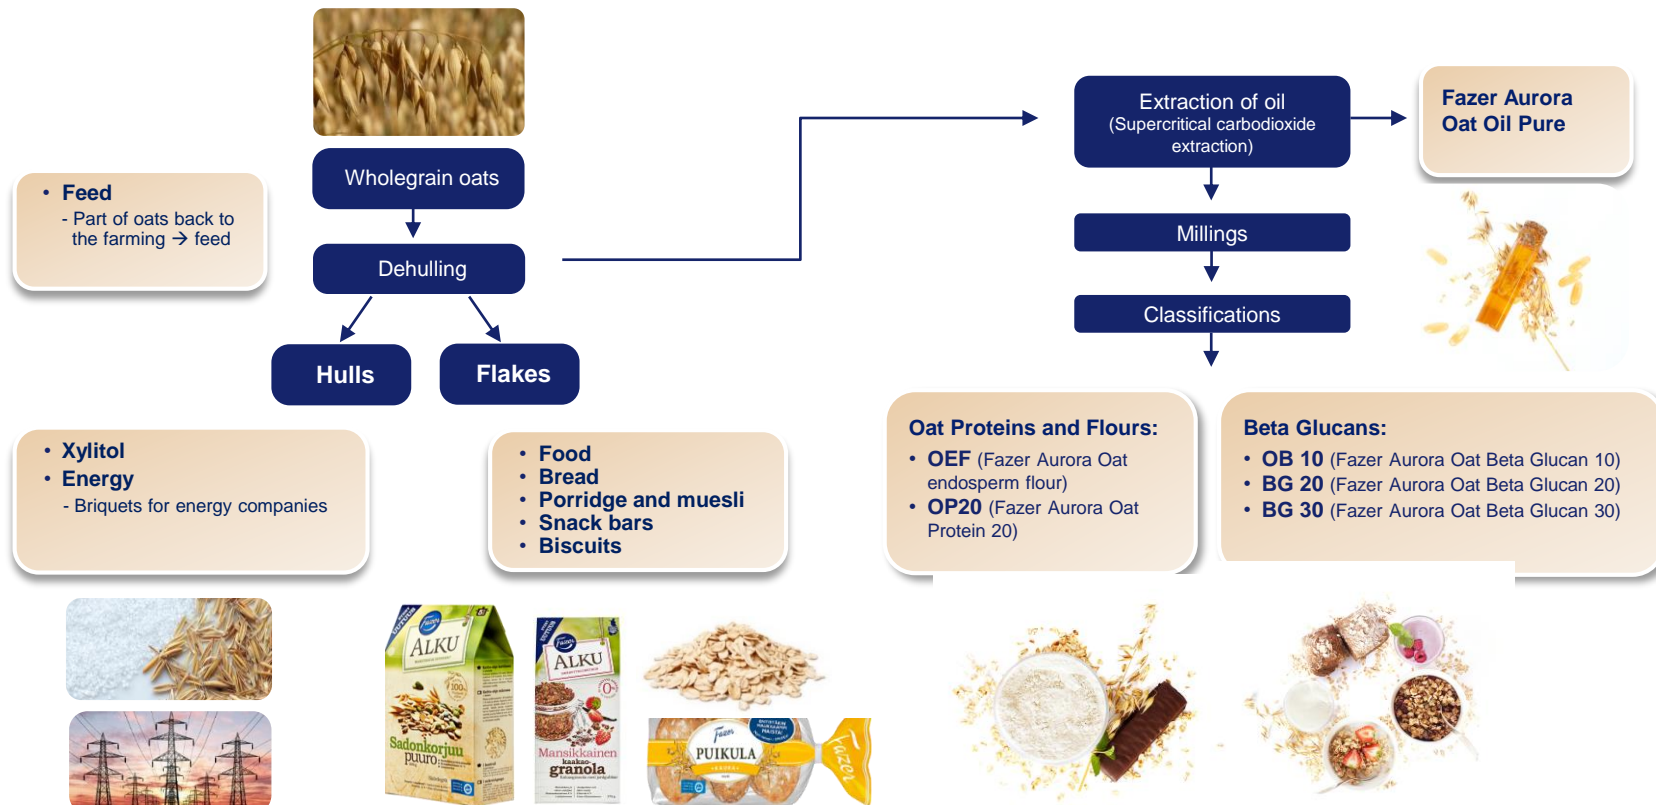 Wholegrain oats
• Feed
- Part of oats back to
the farming → feed
Dehulling
Hulls
Flakes
• Xylitol
• Energy
- Briquets for energy companies
• Food
• Bread
• Porridge and muesli
• Snack bars
• Biscuits
Extraction of oil
(Supercritical carbodioxide
extraction)
Fazer Aurora
Oat Oil Pure
Millings
Classifications
Oat Proteins and Flours:
• OEF (Fazer Aurora Oat
endosperm flour)
• OP20 (Fazer Aurora Oat
Protein 20)
Beta Glucans:
• OB 10 (Fazer Aurora Oat Beta Glucan 10)
• BG 20 (Fazer Aurora Oat Beta Glucan 20)
• BG 30 (Fazer Aurora Oat Beta Glucan 30)
UUTUUS
Fazer
ALKU
100%
Sadonkorjuu
puuro
UUTUUS
Fazer
ALKU
0%
Mansikkainen
kaakao-
granola
Fazer
PUIKULA
KAURA
Fazer